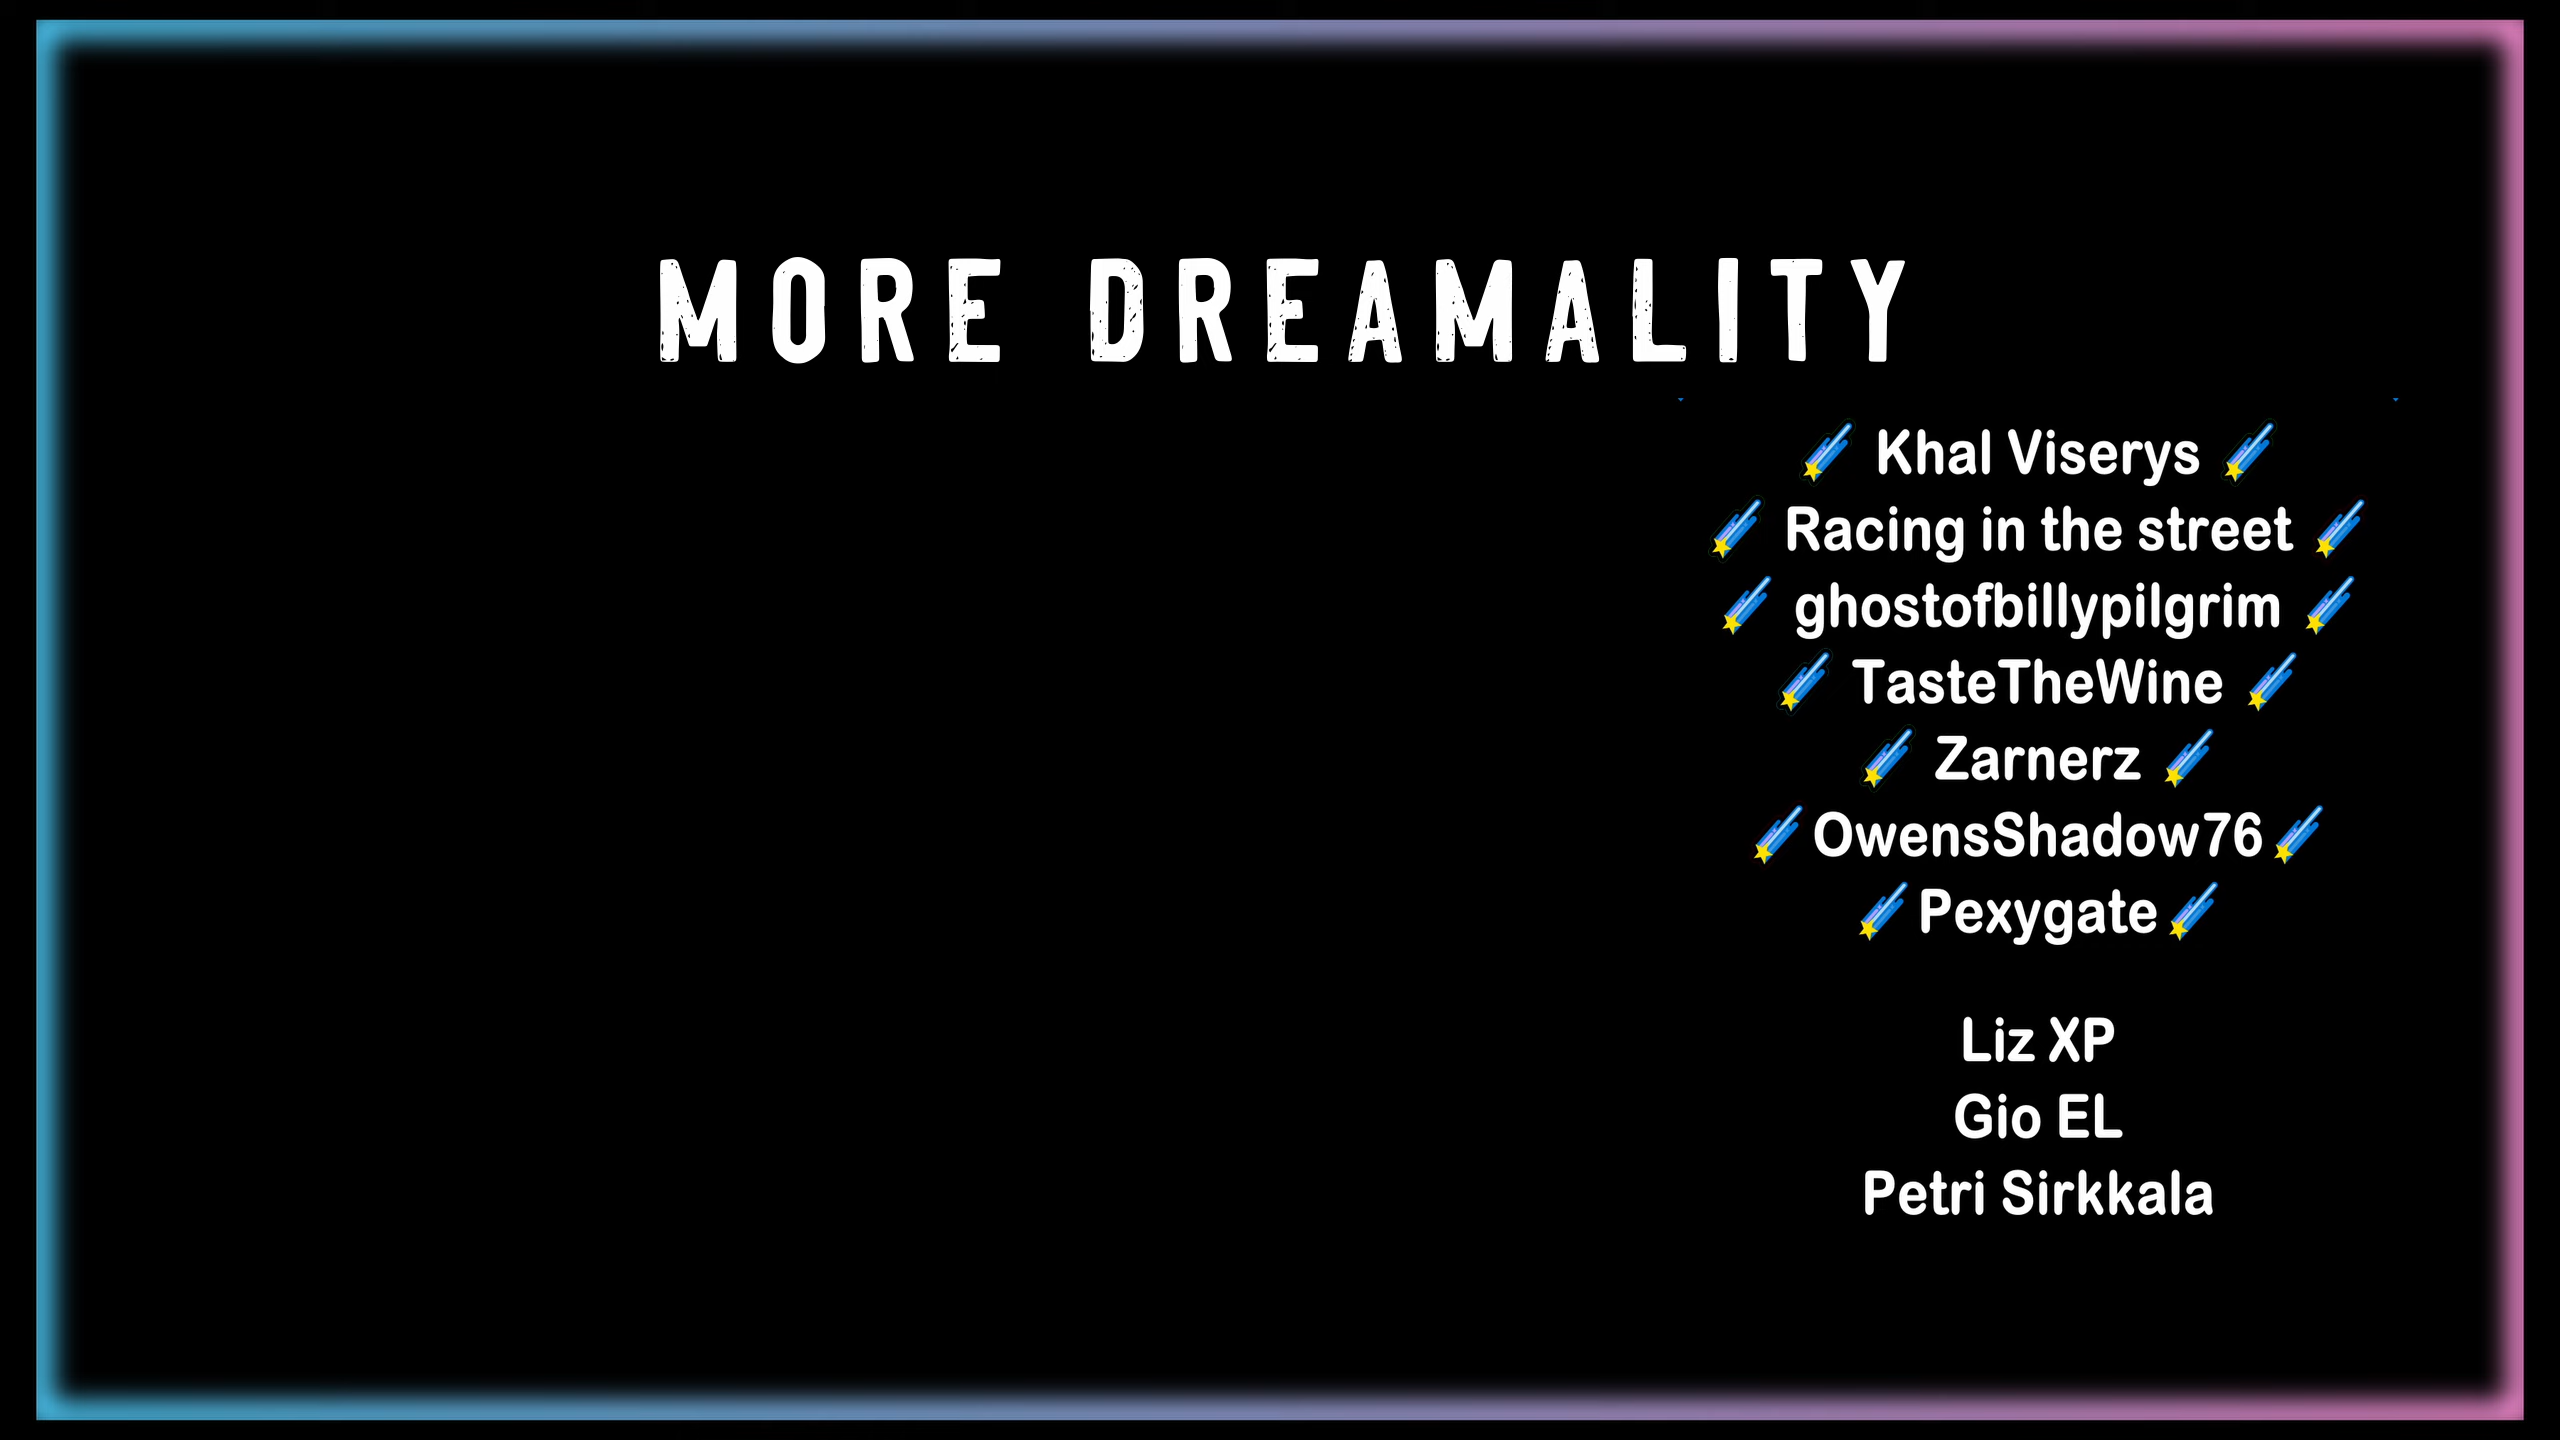 MORE DREAMALITY
Khal Viserys
Racing in the street
ghostofbillypilgrim
TasteTheWine
Zarnerz
OwensShadow76
Pexygate
Liz XP
Gio EL
Petri Sirkkala